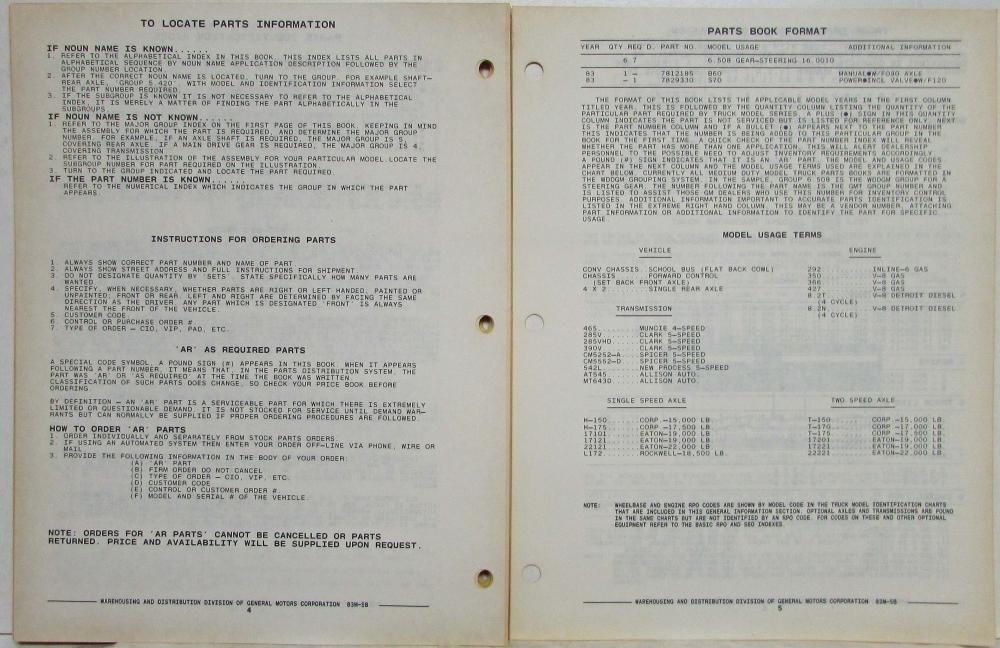 TO LOCATE PARTS INFORMATION
IF NOUN NAME IS KNOWN......
1. REFER TO THE ALPHABETICAL INDEX IN THIS BOOK. THIS INDEX LISTS ALL PARTS IN
ALPHABETICAL SEQUENCE BY NOUN NAME APPLICATION DESCRIPTION FOLLOWED BY THE
GROUP NUMBER LOCATION.
2. AFTER THE CORRECT NOUN NAME IS LOCATED, TURN TO THE GROUP. FOR EXAMPLE SHAFT-
REAR AXLE, 'GROUP 5.420' WITH MODEL AND IDENTIFICATION INFORMATION SELECT
THE PART NUMBER REQUIRED.
3. IF THE SUBGROUP IS KNOWN IT IS NOT NECESSARY TO REFER TO THE ALPHABETICAL
INDEX, IT IS MERELY A MATTER OF FINDING THE PART ALPHABETICALLY IN THE
SUBGROUPS.
IF NOUN NAME IS NOT KNOWN......
1. REFER TO THE MAJOR GROUP INDEX ON THE FIRST PAGE OF THIS BOOK. KEEPING IN MIND
THE ASSEMBLY FOR WHICH THE PART IS REQUIRED, AND DETERMINE THE MAJOR GROUP
NUMBER. FOR EXAMPLE, IF AN AXLE SHAFT IS REQUIRED, THE MAJOR GROUP IS 5,
COVERING REAR AXLE. IF A MAIN DRIVE GEAR IS REQUIRED, THE MAJOR GROUP IS 4,
COVERING TRANSMISSION.
2. REFER TO THE ILLUSTRATION OF THE ASSEMBLY FOR YOUR PARTICULAR MODEL. LOCATE THE
SUBGROUP NUMBER FOR PART REQUIRED ON THE ILLUSTRATION.
3. TURN TO THE GROUP INDICATED AND LOCATE THE PART REQUIRED.
IF THE PART NUMBER IS KNOWN......
REFER TO THE NUMERICAL INDEX WHICH INDICATES THE GROUP IN WHICH THE PART
APPEARS.
INSTRUCTIONS FOR ORDERING PARTS
1. ALWAYS SHOW CORRECT PART NUMBER AND NAME OF PART.
2. ALWAYS SHOW STREET ADDRESS AND FULL INSTRUCTIONS FOR SHIPMENT.
3. DO NOT DESIGNATE QUANTITY BY 'SETS'. STATE SPECIFICALLY HOW MANY PARTS ARE
WANTED.
4. SPECIFY, WHEN NECESSARY, WHETHER PARTS ARE RIGHT OR LEFT HANDED, PAINTED OR
UNPAINTED; FRONT OR REAR. LEFT AND RIGHT ARE DETERMINED BY FACING THE SAME
DIRECTION AS THE DRIVER. ANY PART WHICH IS DESIGNATED 'FRONT' IS ALWAYS
NEAREST THE FRONT OF THE VEHICLE.
5. CUSTOMER CODE
6. CONTROL OR PURCHASE ORDER #.
7. TYPE OF ORDER - CIO, VIP, PAD, ETC.
'AR' AS REQUIRED PARTS
A SPECIAL CODE SYMBOL, A POUND SIGN (#) APPEARS IN THIS BOOK. WHEN IT APPEARS
FOLLOWING A PART NUMBER, IT MEANS THAT, IN THE PARTS DISTRIBUTION SYSTEM, THE
PART WAS 'AR' OR 'AS REQUIRED' AT THE TIME THE BOOK WAS WRITTEN.
CLASSIFICATION OF SUCH PARTS DOES CHANGE, SO CHECK YOUR PRICE BOOK BEFORE
ORDERING.
BY DEFINITION - AN 'AR' PART IS A SERVICEABLE PART FOR WHICH THERE IS EXTREMELY
LIMITED OR QUESTIONABLE DEMAND. IT IS NOT STOCKED FOR SERVICE UNTIL DEMAND WAR-
RANTS BUT CAN NORMALLY BE SUPPLIED IF PROPER ORDERING PROCEDURES ARE FOLLOWED.
HOW TO ORDER 'AR' PARTS
1. ORDER INDIVIDUALLY AND SEPARATELY FROM STOCK PARTS ORDERS
2. IF USING AN AUTOMATED SYSTEM THEN ENTER YOUR ORDER OFF-LINE VIA PHONE, WIRE OR
MAIL
3. PROVIDE THE FOLLOWING INFORMATION IN THE BODY OF YOUR ORDER:
(A) 'AR' PART
(B) FIRM ORDER DO NOT CANCEL
(C) TYPE OF ORDER - CIO, VIP, ETC.
(D) CUSTOMER CODE
(E) CONTROL OR CUSTOMER ORDER #
(F) MODEL AND SERIAL # OF THE VEHICLE.
NOTE: ORDERS FOR 'AR PARTS' CANNOT BE CANCELLED OR PARTS
RETURNED. PRICE AND AVAILABILITY WILL BE SUPPLIED UPON REQUEST.
WAREHOUSING AND DISTRIBUTION DIVISION OF GENERAL MOTORS CORPORATION 83M-5B
4
PARTS BOOK FORMAT
YEAR QTY REQ D. PART NO. MODEL USAGE ADDITIONAL INFORMATION
6 7 6.508 GEAR-STEERING 16.0010
83 1 - 7812185 B60 MANUAL●W/F090 AXLE
83 - 1 7829330 S70 POWER●INCL VALVE●W/F120
THE FORMAT OF THIS BOOK LISTS THE APPLICABLE MODEL YEARS IN THE FIRST COLUMN
TITLED YEAR. THIS IS FOLLOWED BY THE QUANTITY COLUMN LISTING THE QUANTITY OF THE
PARTICULAR PART REQUIRED BY TRUCK MODEL SERIES. A PLUS (●) SIGN IN THIS QUANTITY
COLUMN INDICATES THE PART IS NOT SERVICED BUT IS LISTED FOR REFERENCE ONLY. NEXT
IS THE PART NUMBER COLUMN AND IF A BULLET (●) APPEARS NEXT TO THE PART NUMBER
THIS INDICATES THAT THE NUMBER IS BEING ADDED TO THIS PARTICULAR GROUP IN THE
BOOK FOR THE FIRST TIME. A QUICK CHECK OF THE PART NUMBER INDEX WILL REVEAL
WHETHER THE PART HAS MORE THAN ONE APPLICATION. THIS WILL ALERT DEALERSHIP
PERSONNEL TO THE POSSIBLE NEED TO ADJUST INVENTORY REQUIREMENTS ACCORDINGLY.
A POUND (#) SIGN INDICATES THAT IT IS AN 'AR' PART. THE MODEL AND USAGE CODES
APPEAR IN THE NEXT COLUMN AND THE MODEL USAGE TERMS USED ARE EXPLAINED IN THE
CHART BELOW. CURRENTLY ALL MEDIUM DUTY MODEL TRUCK PARTS BOOKS ARE FORMATTED IN
THE WDDGM GROUPING SYSTEM. IN THE SAMPLE, GROUP 6.508 IS THE WDDGM GROUP FOR A
STEERING GEAR. THE NUMBER FOLLOWING THE PART NAME IS THE GMT GROUP NUMBER AND
IS LISTED TO ASSIST THOSE GM DEALERS WHO USE THIS NUMBER FOR INVENTORY CONTROL
PURPOSES. ADDITIONAL INFORMATION IMPORTANT TO ACCURATE PARTS IDENTIFICATION IS
LISTED IN THE EXTREME RIGHT HAND COLUMN. THIS MAY BE A VENDOR NUMBER, ATTACHING
PART INFORMATION OR ADDITIONAL INFORMATION TO IDENTIFY THE PART FOR SPECIFIC
USAGE.
MODEL USAGE TERMS
VEHICLE ENGINE
CONV CHASSIS. SCHOOL BUS (FLAT BACK COWL) 292 INLINE-6 GAS
CHASSIS ....... FORWARD CONTROL 350 V-8 GAS
(SET BACK FRONT AXLE) 366 V-8 GAS
4 X 2 ......... SINGLE REAR AXLE 427 V-8 GAS
8.2T V-8 DETROIT DIESEL
(4 CYCLE)
TRANSMISSION 8.2N V-8 DETROIT DIESEL
(4 CYCLE)
465 ........ MUNCIE 4-SPEED
285V ....... CLARK 5-SPEED
285VHD ..... CLARK 5-SPEED
390V ....... CLARK 5-SPEED
CM5252-A ... SPICER 5-SPEED
CM5552-D ... SPICER 5-SPEED
542L ....... NEW PROCESS 5-SPEED
AT545 ...... ALLISON AUTO.
MT643D ..... ALLISON AUTO.
SINGLE SPEED AXLE TWO SPEED AXLE
H-150 ...... CORP -15,000 LB. T-150 ...... CORP -15,000 LB.
H-175 ...... CORP -17,500 LB. T-170 ...... CORP -17,000 LB.
17101 ...... EATON-19,000 LB. T-175 ...... CORP -17,500 LB.
17121 ...... EATON-19,000 LB. 17201 ...... EATON-19,000 LB.
22121 ...... EATON-22,000 LB. 17221 ...... EATON-19,000 LB.
L172 ....... ROCKWELL-18,500 LB. 22221 ...... EATON-22,000 LB.
NOTE: WHEELBASE AND ENGINE RPO CODES ARE SHOWN BY MODEL CODE IN THE TRUCK MODEL IDENTIFICATION CHARTS
THAT ARE INCLUDED IN THIS GENERAL INFORMATION SECTION. OPTIONAL AXLES AND TRANSMISSIONS ARE FOUND
IN THE SAME CHARTS BUT ARE NOT IDENTIFIED BY AN RPO CODE. FOR CODES ON THESE AND OTHER OPTIONAL
EQUIPMENT REFER TO THE BASIC RPO AND SEO INDEXES.
WAREHOUSING AND DISTRIBUTION DIVISION OF GENERAL MOTORS CORPORATION 83M-5B
5